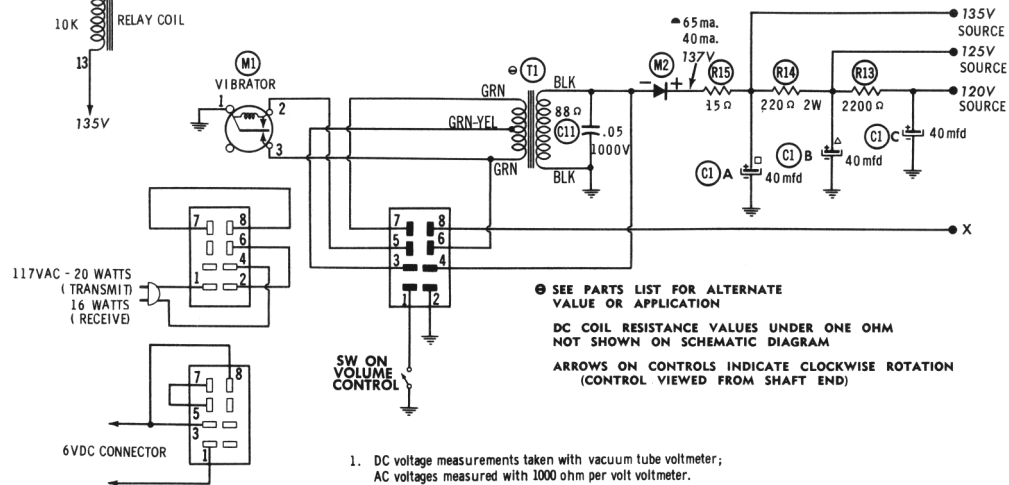 10K
RELAY COIL
13
135V
M1
VIBRATOR
1
2
3
GRN
GRN-YEL
GRN
⊖ T1
BLK
88Ω
C11
.05
1000V
BLK
65 ma.
40 ma.
137V
M2
- +
R15
15Ω
R14
220Ω 2W
R13
2200Ω
135V
SOURCE
125V
SOURCE
120V
SOURCE
C1 A
40 mfd
C1 B
40 mfd
C1 C
40 mfd
X
7 8
5 6
3 4
1 2
7 8
6
4
1 2
117VAC - 20 WATTS
( TRANSMIT)
16 WATTS
( RECEIVE)
SW ON
VOLUME
CONTROL
7 8
5
3
1
6VDC CONNECTOR
⊖ SEE PARTS LIST FOR ALTERNATE
VALUE OR APPLICATION
DC COIL RESISTANCE VALUES UNDER ONE OHM
NOT SHOWN ON SCHEMATIC DIAGRAM
ARROWS ON CONTROLS INDICATE CLOCKWISE ROTATION
(CONTROL VIEWED FROM SHAFT END)
1. DC voltage measurements taken with vacuum tube voltmeter;
AC voltages measured with 1000 ohm per volt voltmeter.